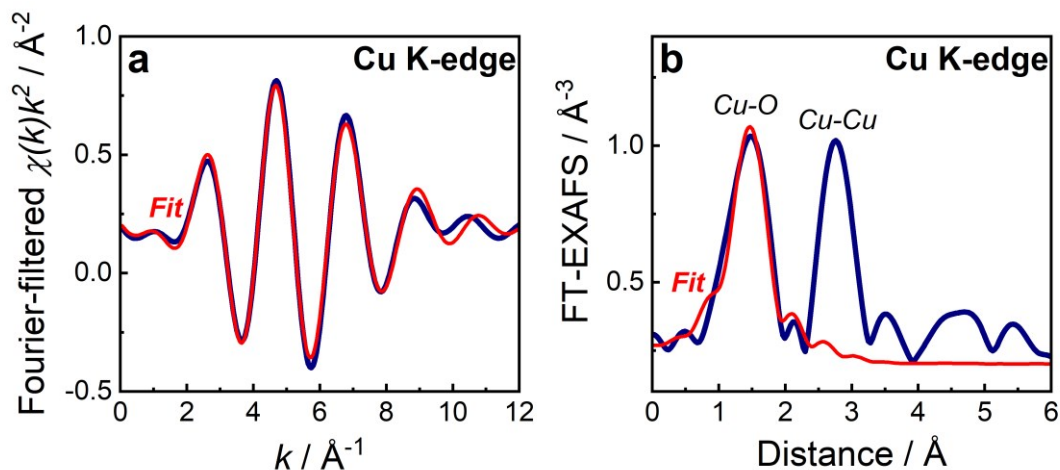 Fourier-filtered χ(k)k² / Å⁻²
1.0
0.5
0.0
-0.5
a
Cu K-edge
Fit
0 2 4 6 8 10 12
k / Å⁻¹
FT-EXAFS / Å⁻³
1.0
0.5
b
Cu K-edge
Cu-O
Cu-Cu
Fit
0 1 2 3 4 5 6
Distance / Å